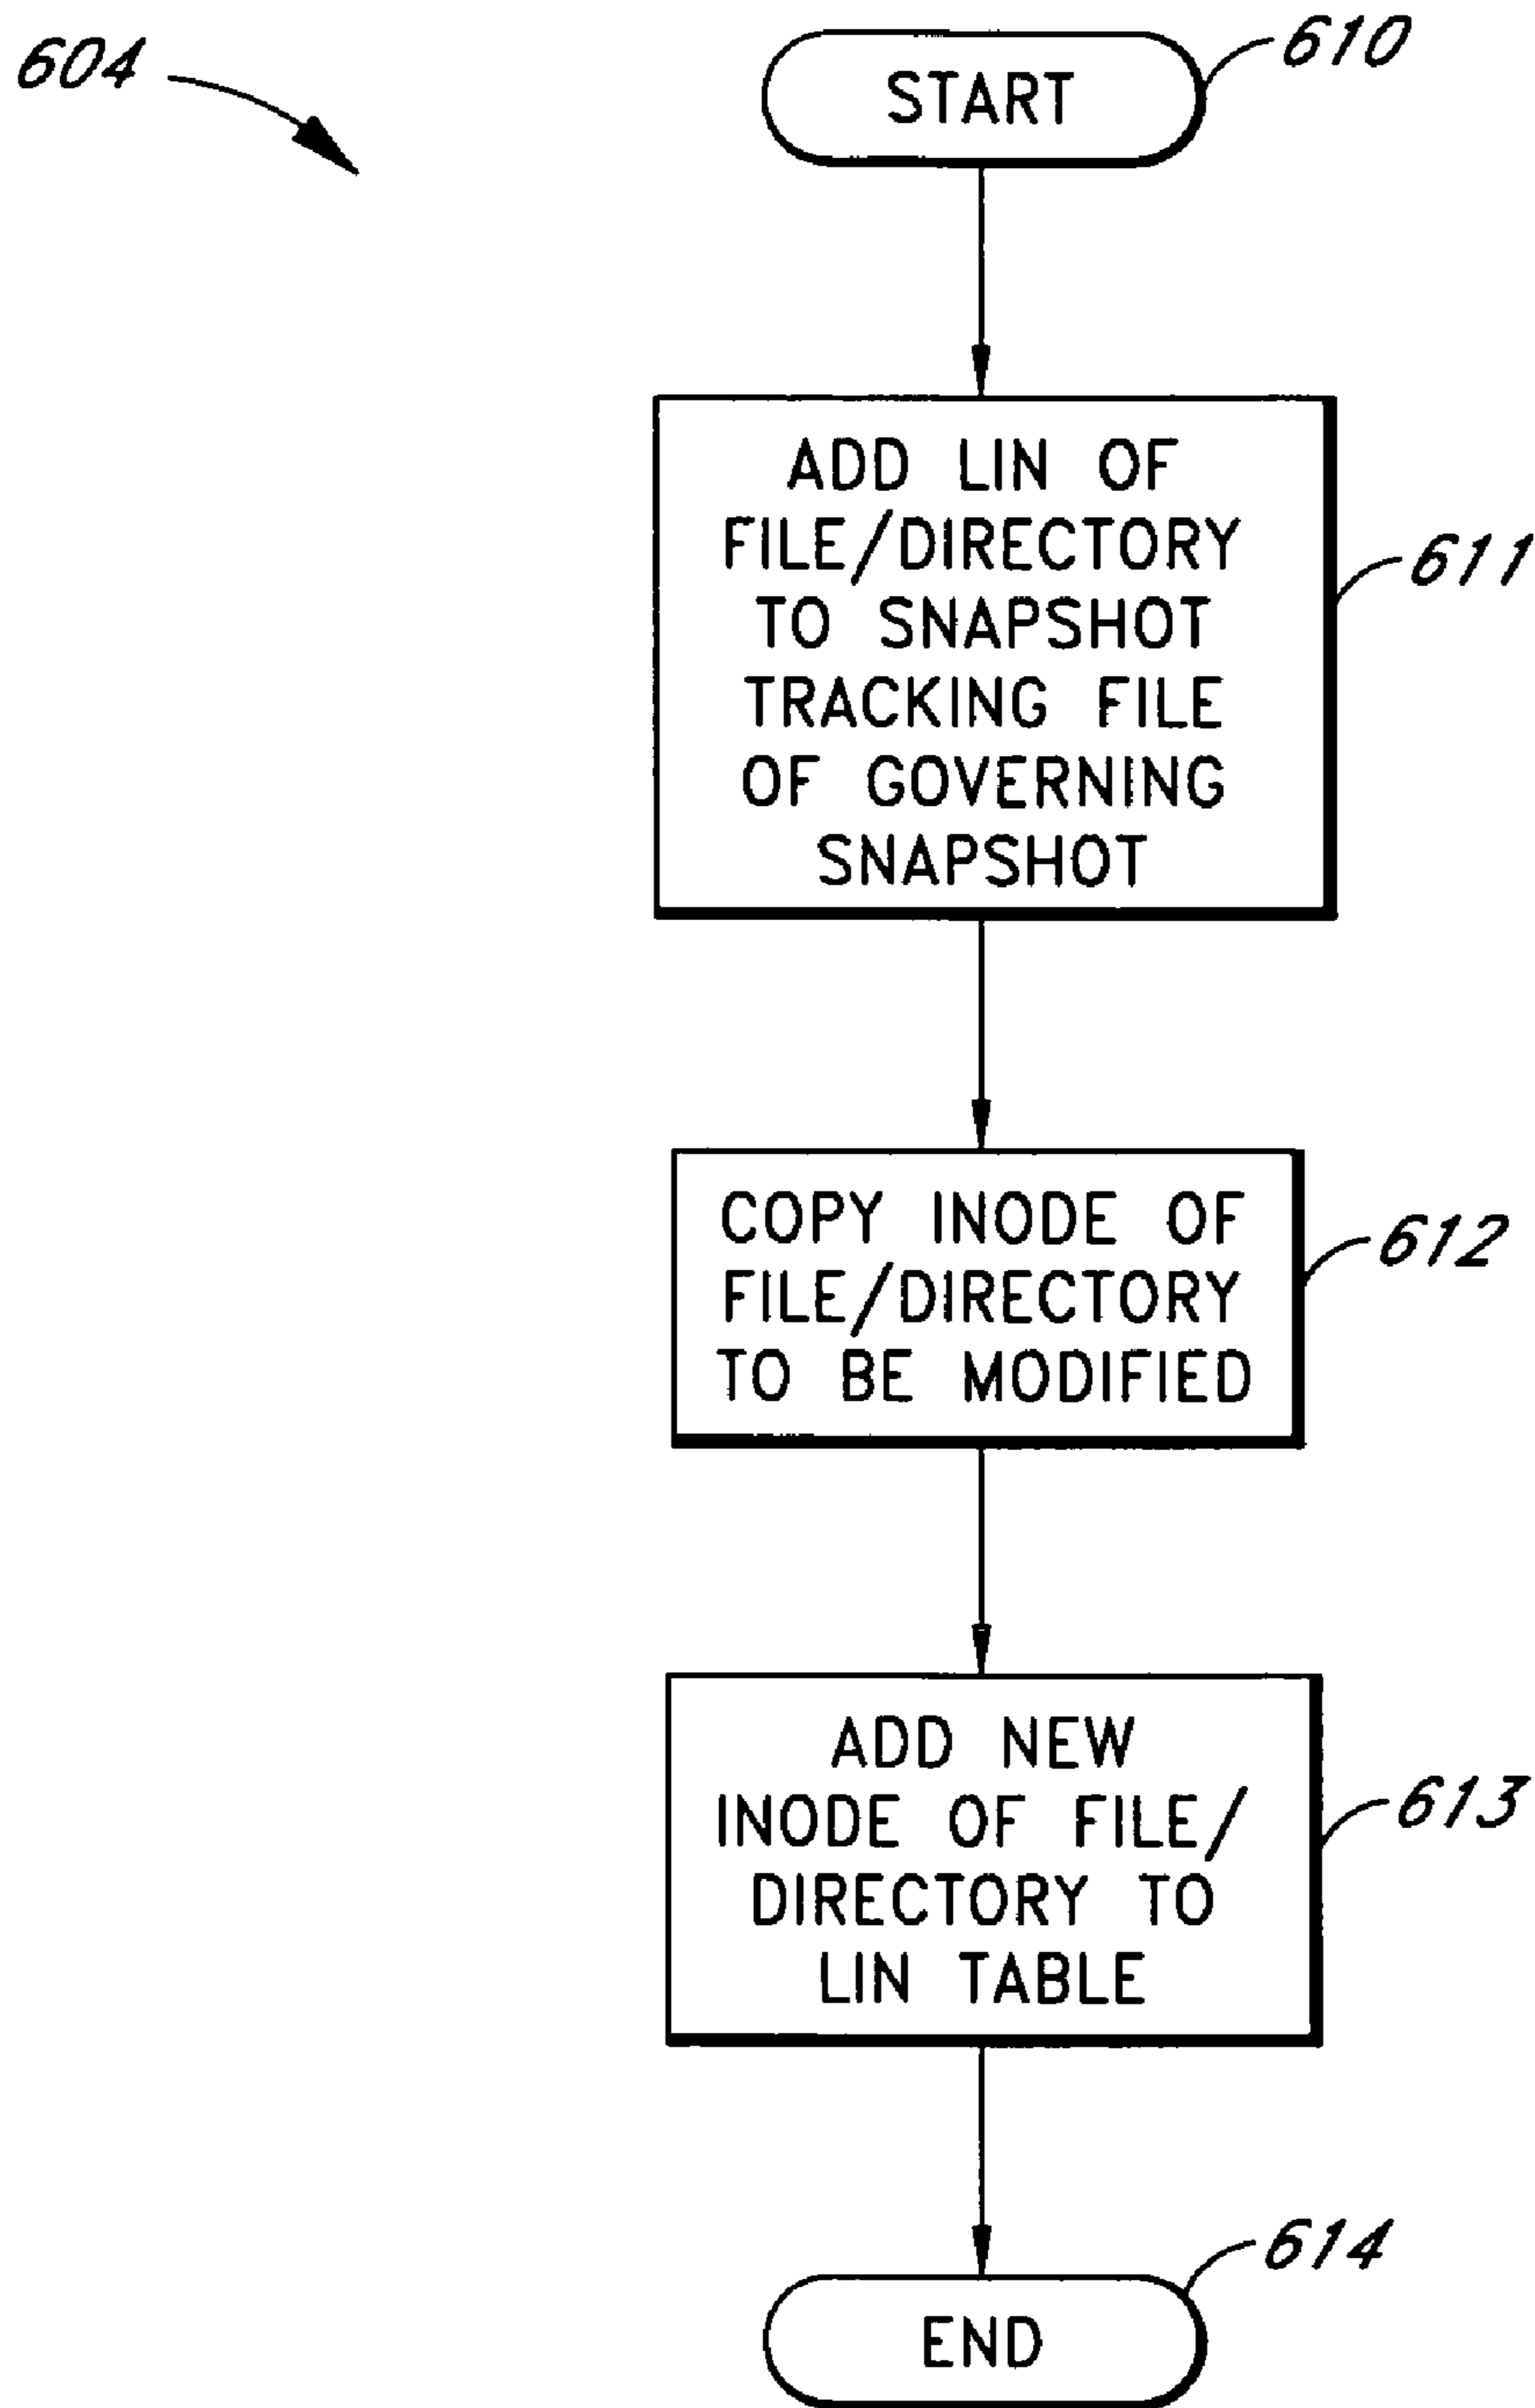 604
START
610
ADD LIN OF
FILE/DIRECTORY
TO SNAPSHOT
TRACKING FILE
OF GOVERNING
SNAPSHOT
611
COPY INODE OF
FILE/DIRECTORY
TO BE MODIFIED
612
ADD NEW
INODE OF FILE/
DIRECTORY TO
LIN TABLE
613
END
614